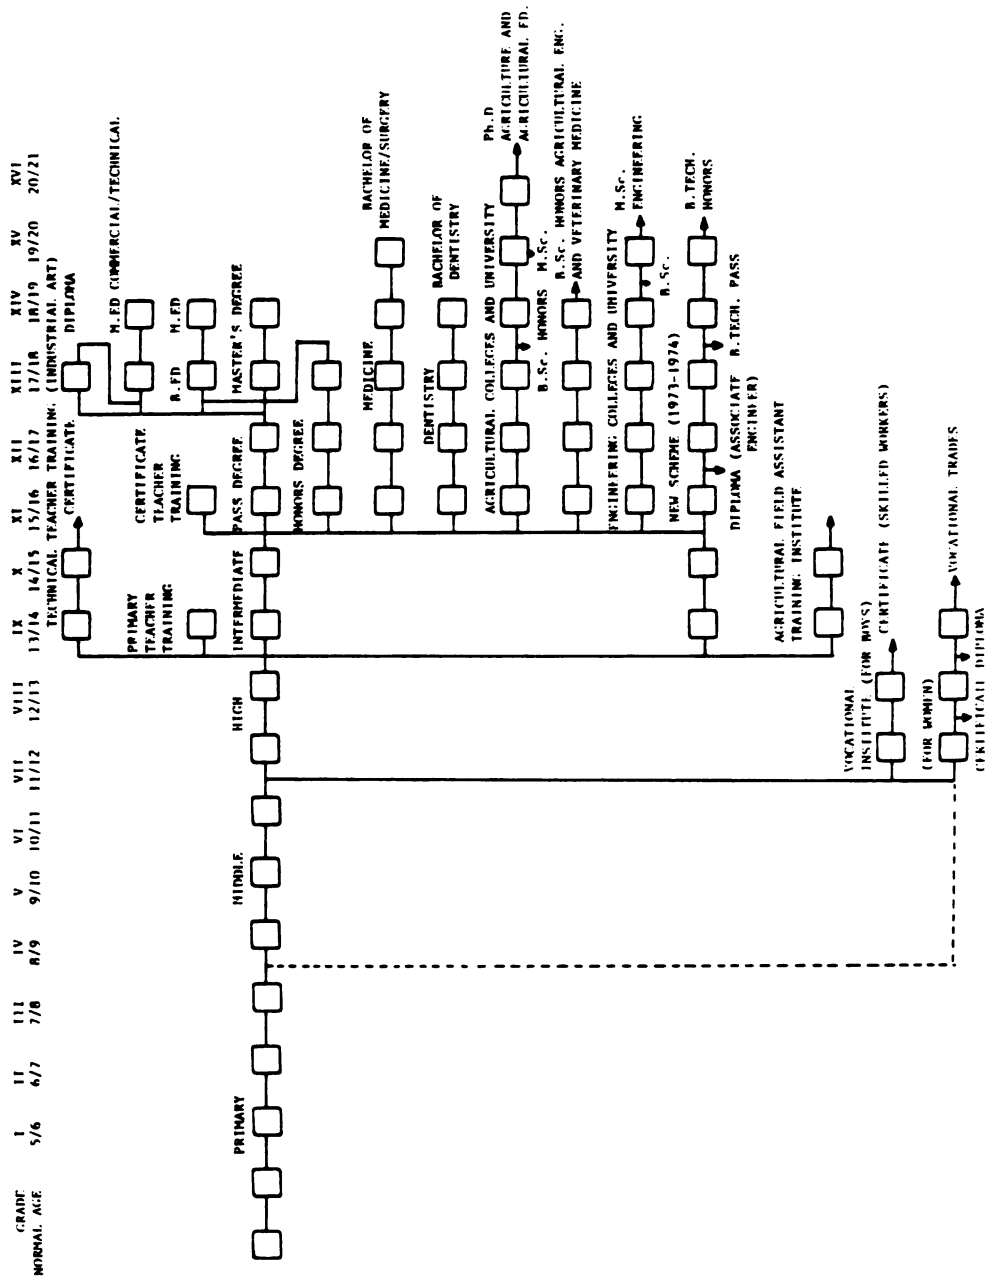 GRADE I II III IV V VI VII VIII IX X XI XII XIII XIV XV XVI
NORMAL AGE 5/6 6/7 7/8 8/9 9/10 10/11 11/12 12/13 13/14 14/15 15/16 16/17 17/18 18/19 19/20 20/21
TECHNICAL TEACHER TRAINING (INDUSTRIAL ART)
CERTIFICATE
DIPLOMA
M.ED COMMERCIAL/TECHNICAL
PRIMARY
TEACHER
TRAINING
CERTIFICATE
TEACHER
TRAINING
B.ED
M.ED
PRIMARY
MIDDLE
HIGH
INTERMEDIATE
PASS DEGREE
MASTER'S DEGREE
HONORS DEGREE
MEDICINE
BACHELOR OF
MEDICINE/SURGERY
DENTISTRY
BACHELOR OF
DENTISTRY
AGRICULTURAL COLLEGES AND UNIVERSITY
Ph.D
AGRICULTURE AND
AGRICULTURAL ED.
B.Sc. HONORS
M.Sc.
B.Sc. HONORS AGRICULTURAL ENG.
AND VETERINARY MEDICINE
ENGINEERING COLLEGES AND UNIVERSITY
M.Sc.
ENGINEERING
B.Sc.
NEW SCHEME (1973-1974)
B.TECH.
HONORS
DIPLOMA (ASSOCIATE
ENGINEER)
B.TECH. PASS
AGRICULTURAL FIELD ASSISTANT
TRAINING INSTITUTE
VOCATIONAL
INSTITUTE (FOR BOYS)
CERTIFICATE (SKILLED WORKERS)
(FOR WOMEN)
VOCATIONAL TRADES
CERTIFICATE DIPLOMA